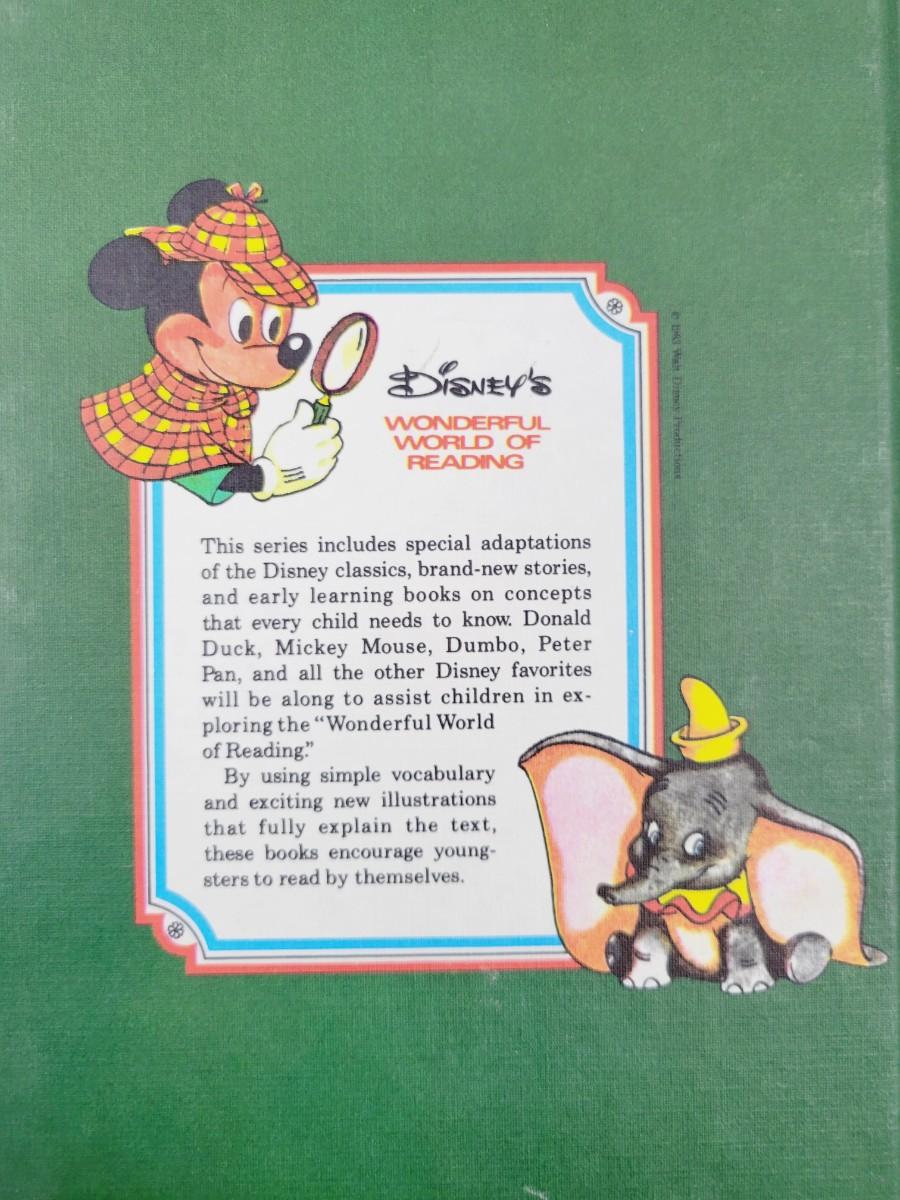 DISNEY'S
WONDERFUL
WORLD OF
READING
This series includes special adaptations
of the Disney classics, brand-new stories,
and early learning books on concepts
that every child needs to know. Donald
Duck, Mickey Mouse, Dumbo, Peter
Pan, and all the other Disney favorites
will be along to assist children in ex-
ploring the “Wonderful World
of Reading.”
By using simple vocabulary
and exciting new illustrations
that fully explain the text,
these books encourage young-
sters to read by themselves.
© Walt Disney Productions